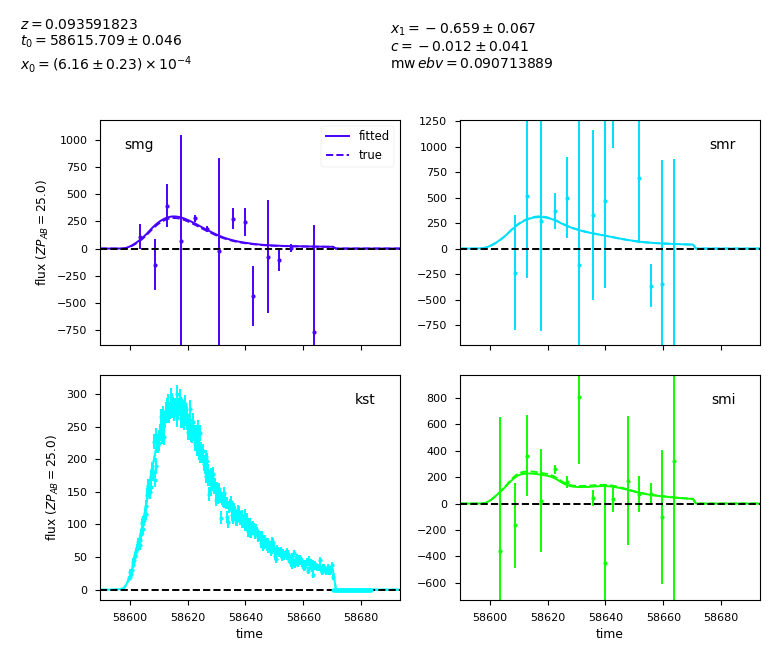 z = 0.093591823
t₀ = 58615.709 ± 0.046
x₀ = (6.16 ± 0.23) × 10⁻⁴
x₁ = −0.659 ± 0.067
c = −0.012 ± 0.041
mw ebv = 0.090713889
smg
fitted
true
flux (ZP_AB = 25.0)
1000
750
500
250
0
−250
−500
−750
smr
1250
1000
750
500
250
0
−250
−500
−750
kst
flux (ZP_AB = 25.0)
300
250
200
150
100
50
0
58600 58620 58640 58660 58680
time
smi
800
600
400
200
0
−200
−400
−600
58600 58620 58640 58660 58680
time